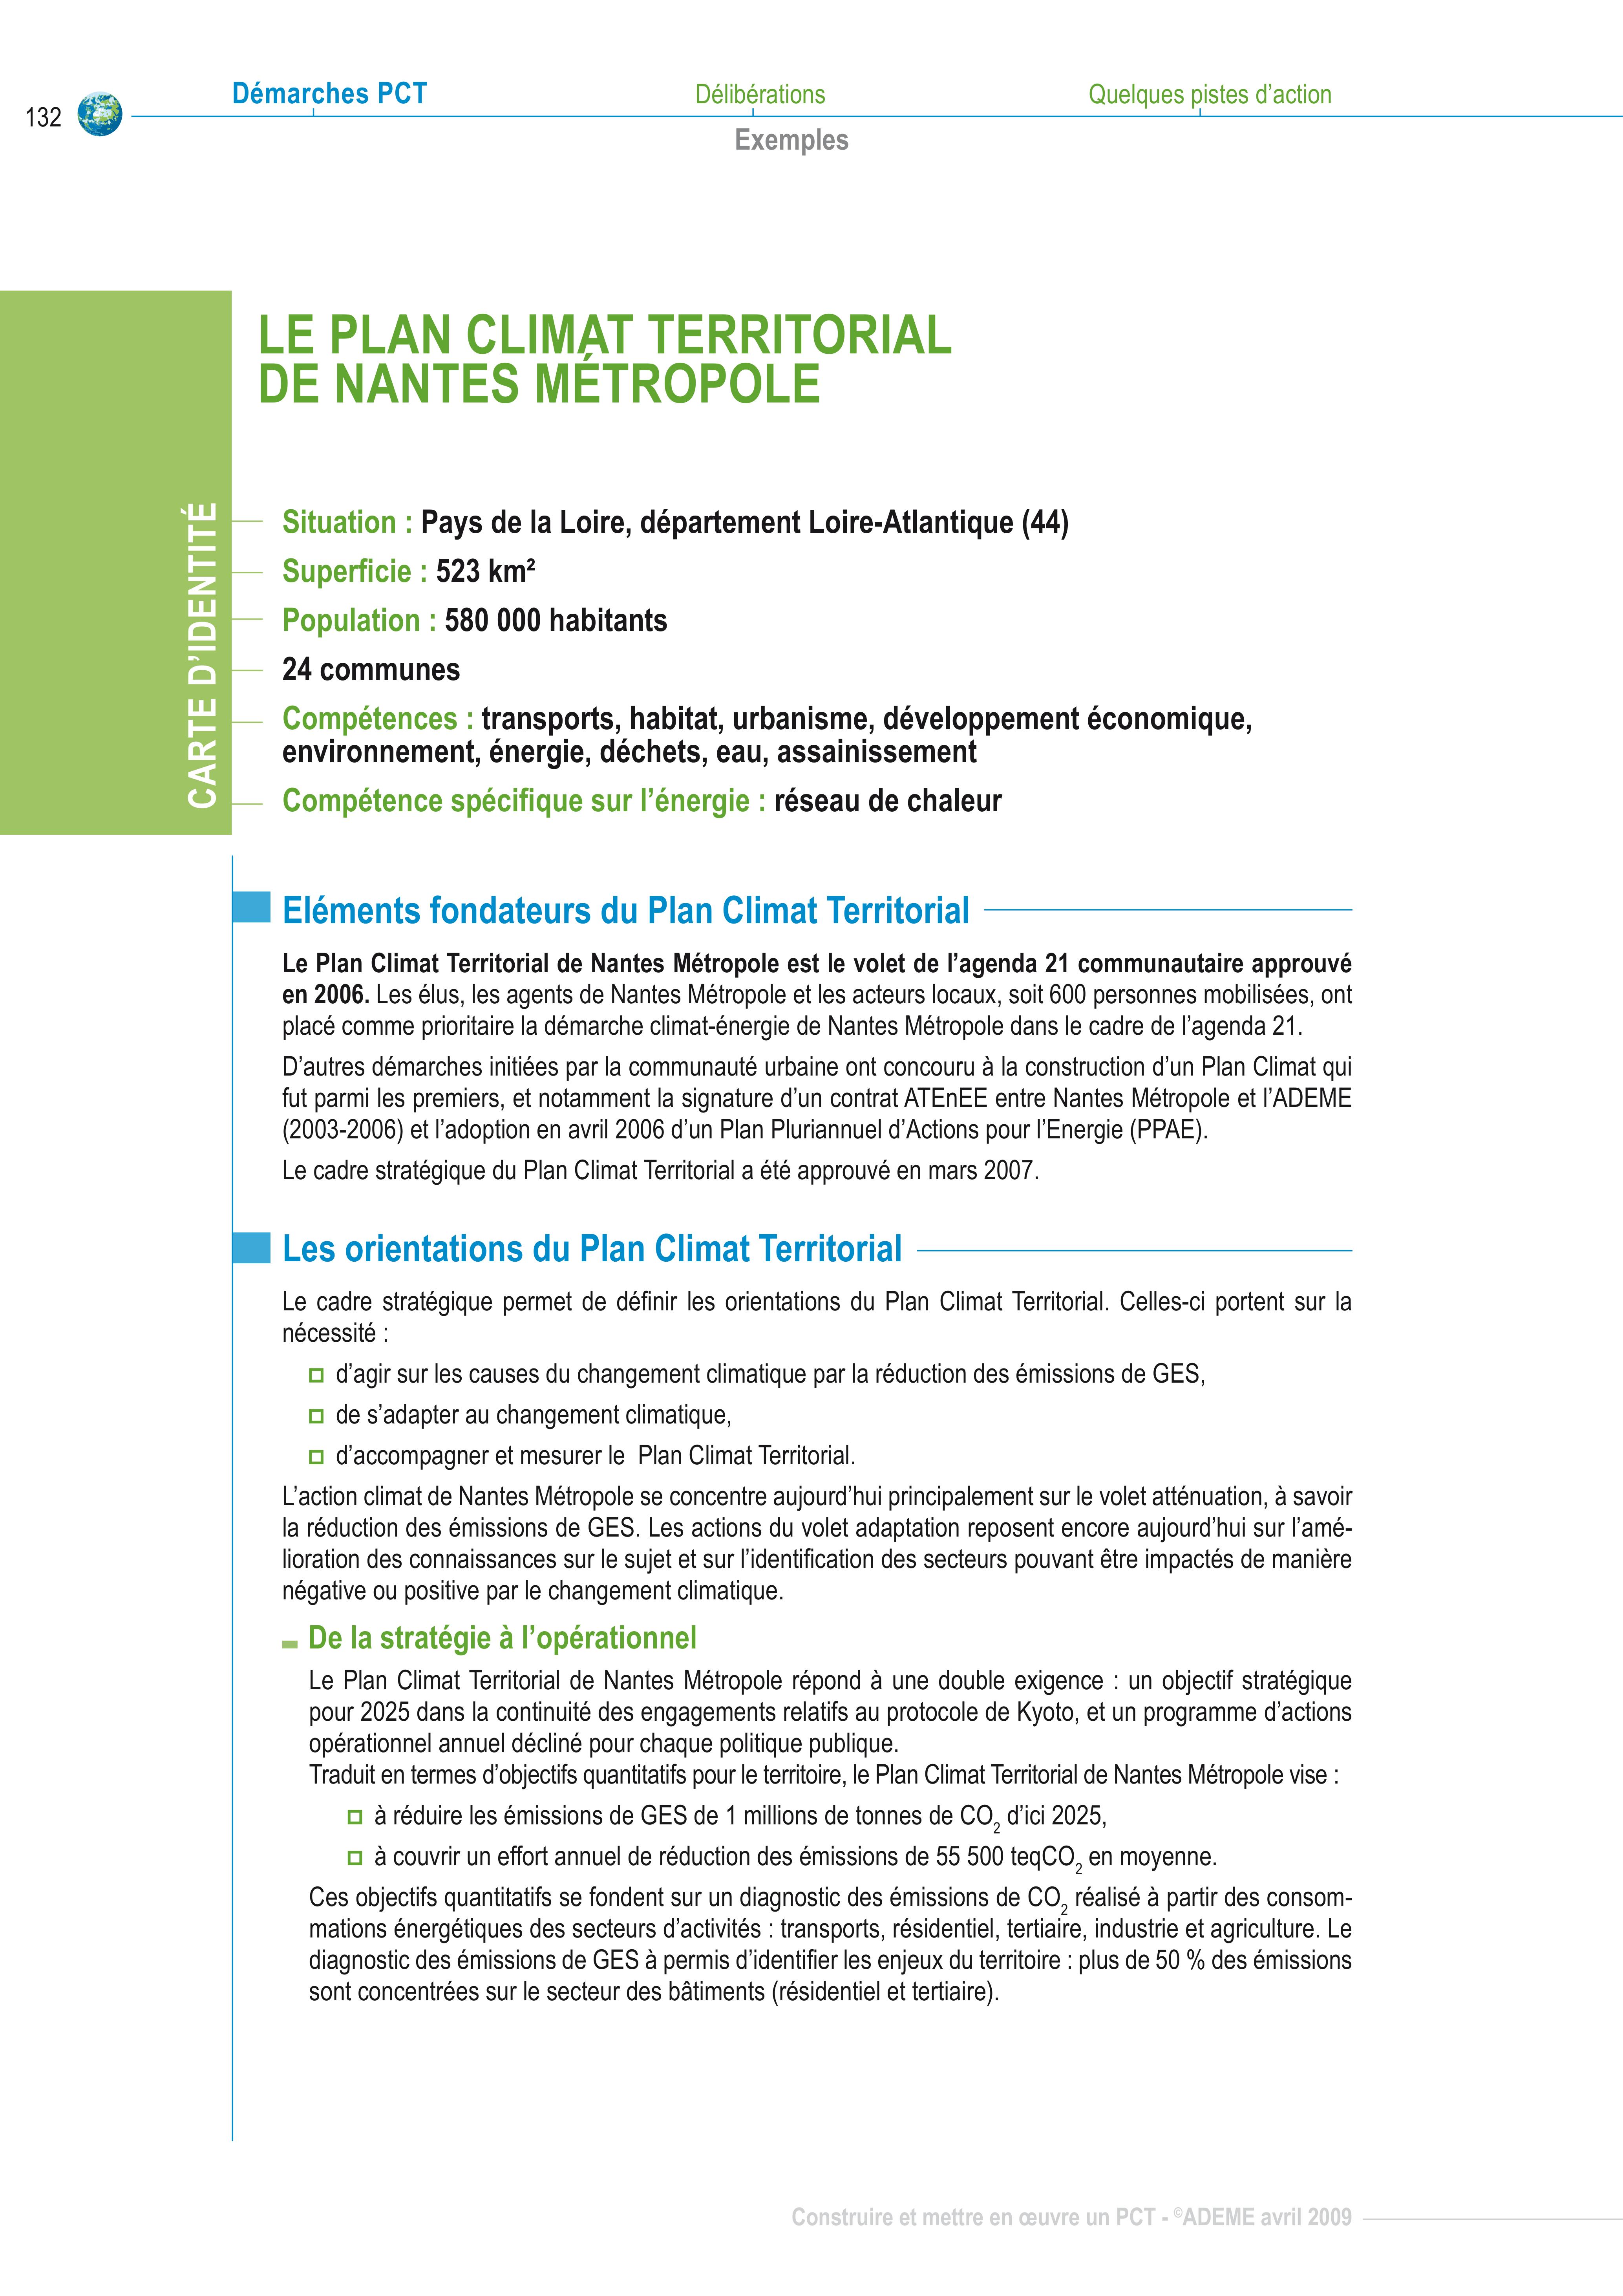 132
Démarches PCT
Délibérations
Quelques pistes d’action
Exemples
LE PLAN CLIMAT TERRITORIAL
DE NANTES MÉTROPOLE
CARTE D’IDENTITÉ
Situation : Pays de la Loire, département Loire-Atlantique (44)
Superficie : 523 km²
Population : 580 000 habitants
24 communes
Compétences : transports, habitat, urbanisme, développement économique,
environnement, énergie, déchets, eau, assainissement
Compétence spécifique sur l’énergie : réseau de chaleur
Eléments fondateurs du Plan Climat Territorial
Le Plan Climat Territorial de Nantes Métropole est le volet de l’agenda 21 communautaire approuvé
en 2006. Les élus, les agents de Nantes Métropole et les acteurs locaux, soit 600 personnes mobilisées, ont
placé comme prioritaire la démarche climat-énergie de Nantes Métropole dans le cadre de l’agenda 21.
D’autres démarches initiées par la communauté urbaine ont concouru à la construction d’un Plan Climat qui
fut parmi les premiers, et notamment la signature d’un contrat ATEnEE entre Nantes Métropole et l’ADEME
(2003-2006) et l’adoption en avril 2006 d’un Plan Pluriannuel d’Actions pour l’Energie (PPAE).
Le cadre stratégique du Plan Climat Territorial a été approuvé en mars 2007.
Les orientations du Plan Climat Territorial
Le cadre stratégique permet de définir les orientations du Plan Climat Territorial. Celles-ci portent sur la
nécessité :
d’agir sur les causes du changement climatique par la réduction des émissions de GES,
de s’adapter au changement climatique,
d’accompagner et mesurer le Plan Climat Territorial.
L’action climat de Nantes Métropole se concentre aujourd’hui principalement sur le volet atténuation, à savoir
la réduction des émissions de GES. Les actions du volet adaptation reposent encore aujourd’hui sur l’amé-
lioration des connaissances sur le sujet et sur l’identification des secteurs pouvant être impactés de manière
négative ou positive par le changement climatique.
De la stratégie à l’opérationnel
Le Plan Climat Territorial de Nantes Métropole répond à une double exigence : un objectif stratégique
pour 2025 dans la continuité des engagements relatifs au protocole de Kyoto, et un programme d’actions
opérationnel annuel décliné pour chaque politique publique.
Traduit en termes d’objectifs quantitatifs pour le territoire, le Plan Climat Territorial de Nantes Métropole vise :
à réduire les émissions de GES de 1 millions de tonnes de CO₂ d’ici 2025,
à couvrir un effort annuel de réduction des émissions de 55 500 teqCO₂ en moyenne.
Ces objectifs quantitatifs se fondent sur un diagnostic des émissions de CO₂ réalisé à partir des consom-
mations énergétiques des secteurs d’activités : transports, résidentiel, tertiaire, industrie et agriculture. Le
diagnostic des émissions de GES à permis d’identifier les enjeux du territoire : plus de 50 % des émissions
sont concentrées sur le secteur des bâtiments (résidentiel et tertiaire).
Construire et mettre en œuvre un PCT - ©ADEME avril 2009